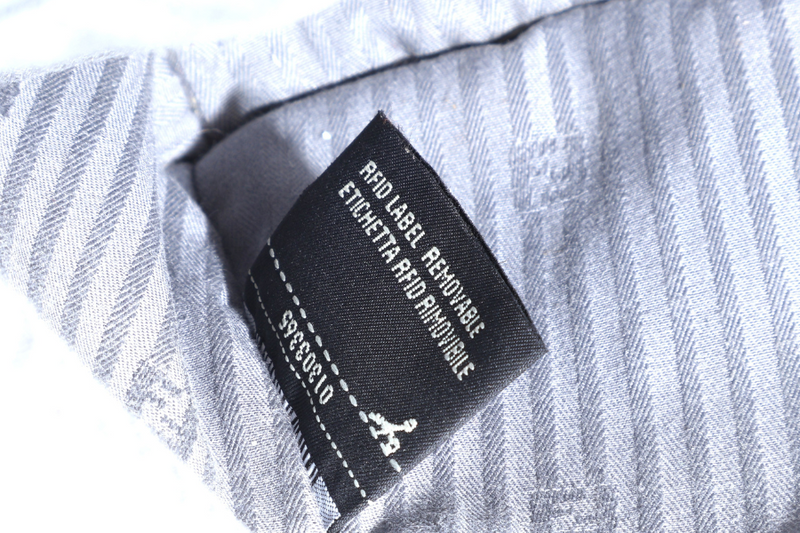 RFID LABEL REMOVABLE
ETICHETTA RFID RIMOVIBILE
01303365